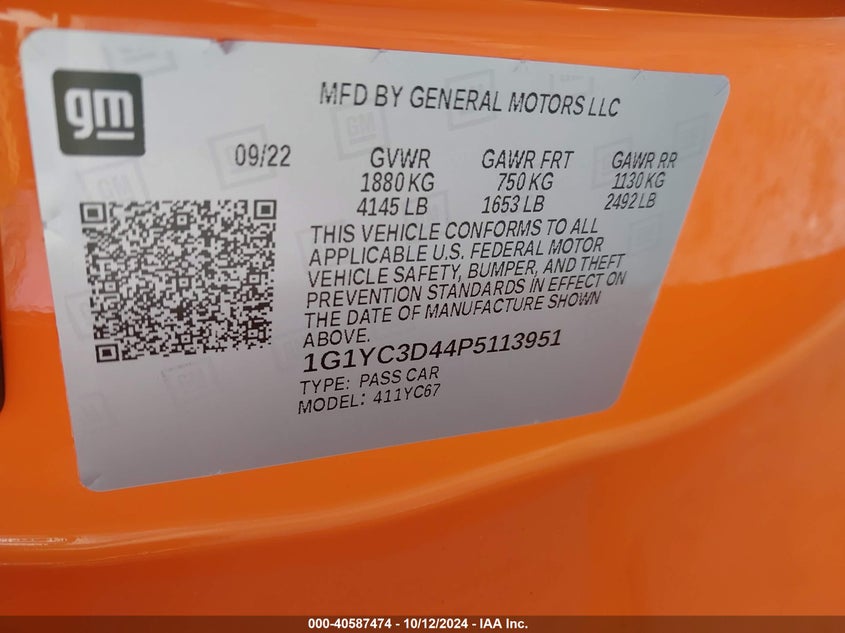 gm
MFD BY GENERAL MOTORS LLC
09/22 GVWR GAWR FRT GAWR RR
1880 KG 750 KG 1130 KG
4145 LB 1653 LB 2492 LB
THIS VEHICLE CONFORMS TO ALL
APPLICABLE U.S. FEDERAL MOTOR
VEHICLE SAFETY, BUMPER, AND THEFT
PREVENTION STANDARDS IN EFFECT ON
THE DATE OF MANUFACTURE SHOWN
ABOVE.
1G1YC3D44P5113951
TYPE: PASS CAR
MODEL: 411YC67
000-40587474 - 10/12/2024 - IAA Inc.